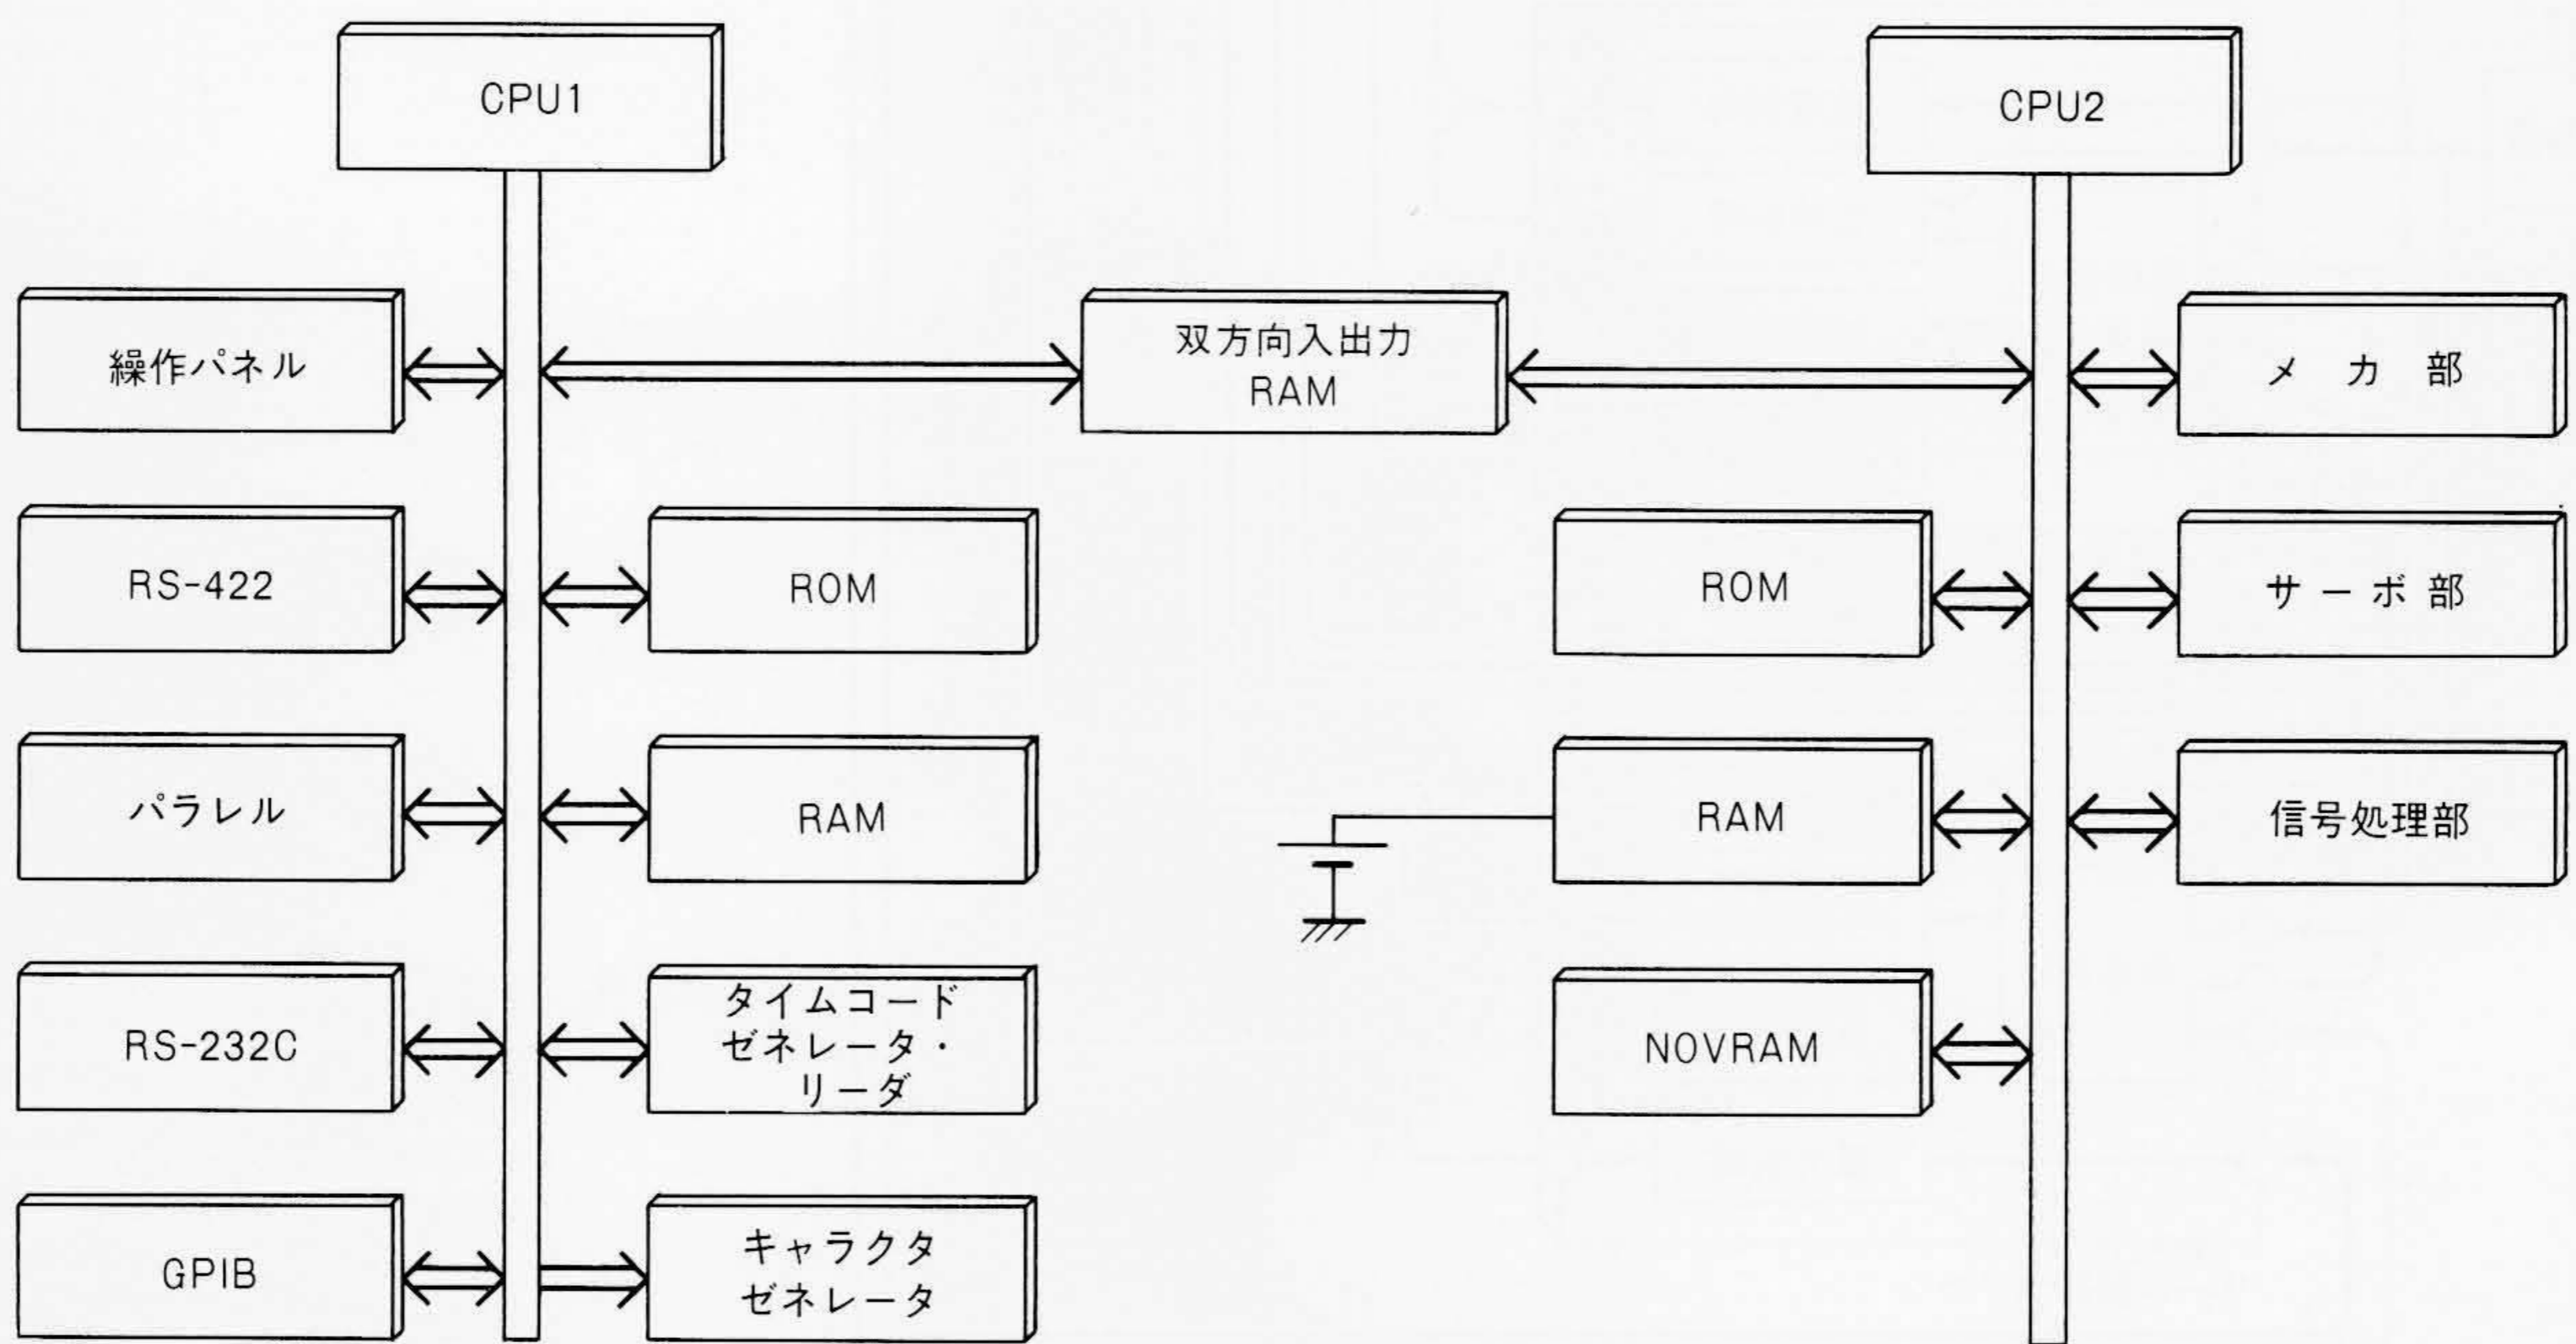 CPU1
CPU2
繰作パネル
双方向入出力
RAM
メカ部
RS-422
ROM
ROM
サーボ部
パラレル
RAM
RAM
信号処理部
RS-232C
タイムコード
ゼネレータ・
リーダ
NOVRAM
GPIB
キャラクタ
ゼネレータ